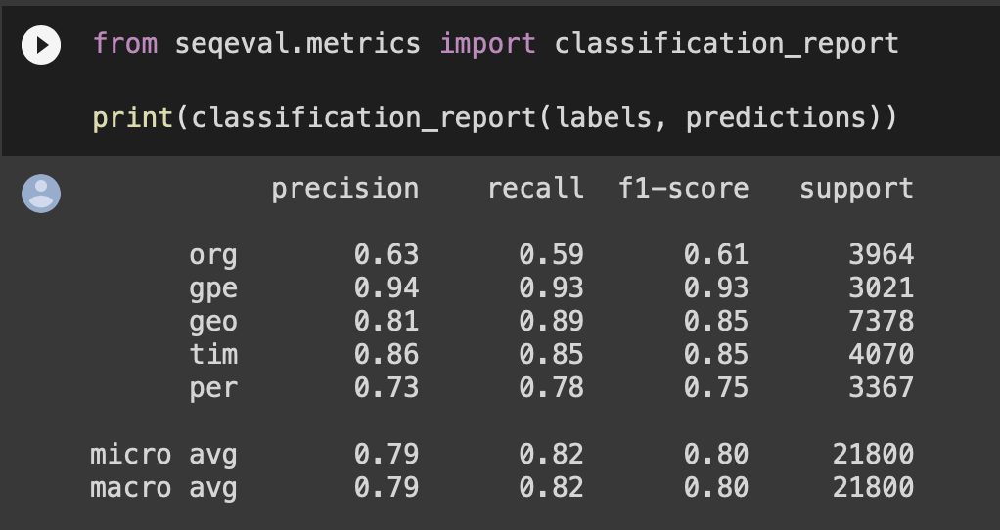 from seqeval.metrics import classification_report
print(classification_report(labels, predictions))
precision recall f1-score support
org 0.63 0.59 0.61 3964
gpe 0.94 0.93 0.93 3021
geo 0.81 0.89 0.85 7378
tim 0.86 0.85 0.85 4070
per 0.73 0.78 0.75 3367
micro avg 0.79 0.82 0.80 21800
macro avg 0.79 0.82 0.80 21800